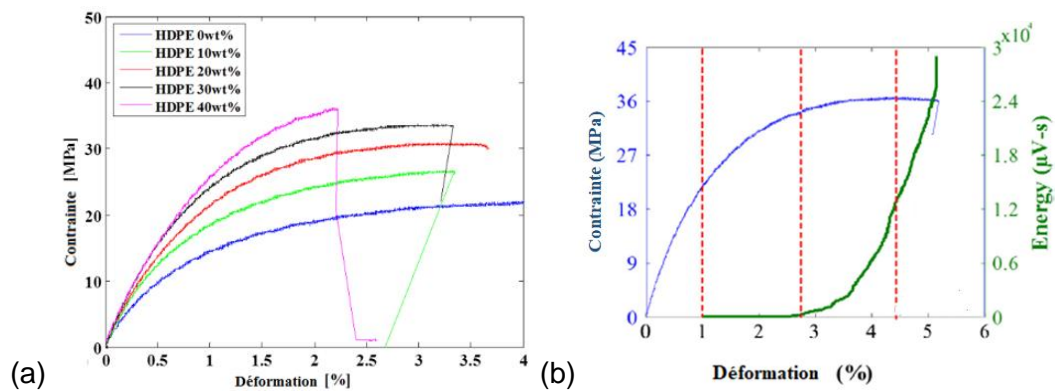 50
40
30
20
10
0
Contrainte [MPa]
HDPE 0wt%
HDPE 10wt%
HDPE 20wt%
HDPE 30wt%
HDPE 40wt%
0 0.5 1 1.5 2 2.5 3 3.5 4
Déformation [%]
(a)
45
36
27
18
9
0
Contrainte (MPa)
3 ×10⁴
2.4
1.8
1.2
0.6
0
Energy (µV-s)
0 1 2 3 4 5 6
Déformation (%)
(b)